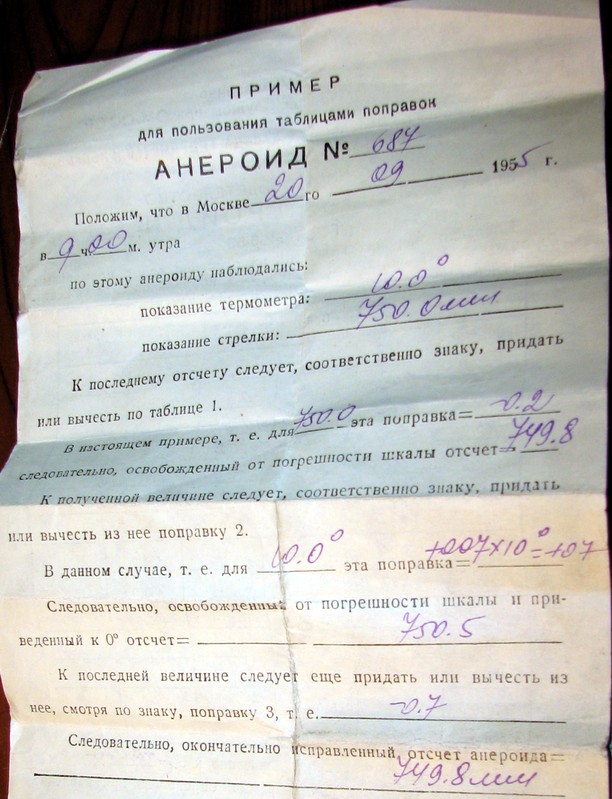 ПРИМЕР
для пользования таблицами поправок
АНЕРОИД № 687
Положим, что в Москве 20 го 09 1955 г.
в 9 ч 00 м. утра
по этому анероиду наблюдались:
показание термометра: 10.0°
показание стрелки: 750.0 мм
К последнему отсчету следует, соответственно знаку, придать
или вычесть по таблице 1.
В настоящем примере, т. е. для 750.0 эта поправка= -0.2
следовательно, освобожденный от погрешности шкалы отсчет= 749.8
К полученной величине следует, соответственно знаку, придать
или вычесть из нее поправку 2.
В данном случае, т. е. для 10.0° эта поправка= +007×10°=+07
Следовательно, освобожденный от погрешности шкалы и при-
веденный к 0° отсчет= 750.5
К последней величине следует еще придать или вычесть из
нее, смотря по знаку, поправку 3, т. е. -0.7
Следовательно, окончательно исправленный, отсчет анероида=
749.8 мм